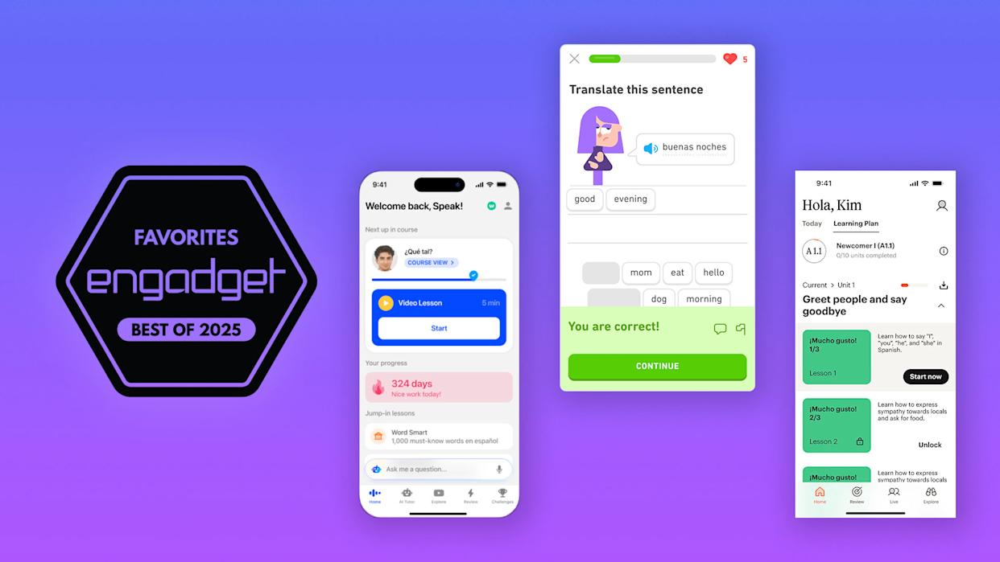 FAVORITES
engadget
BEST OF 2025
9:41
Welcome back, Speak!
Next up in course
¿Qué tal?
COURSE VIEW >
Video Lesson 5 min
Start
Your progress
324 days
Nice work today!
Jump-in lessons
Word Smart
1,000 must-know words en español
Ask me a question...
Home AI Tutor Explore Review Challenges
5
Translate this sentence
buenas noches
good evening
mom eat hello
dog morning
You are correct!
CONTINUE
9:41
Hola, Kim
Today Learning Plan
A1.1
Newcomer I (A1.1)
0/10 units completed
Current > Unit 1
Greet people and say
goodbye
¡Mucho gusto!
1/3
Lesson 1
Learn how to say "I",
"you", "he", and "she" in
Spanish.
Start now
¡Mucho gusto!
2/3
Lesson 2
Learn how to express
sympathy towards locals
and ask for food.
Unlock
¡Mucho gusto!
Learn how to express
sympathy towards locals
Home Review Live Explore